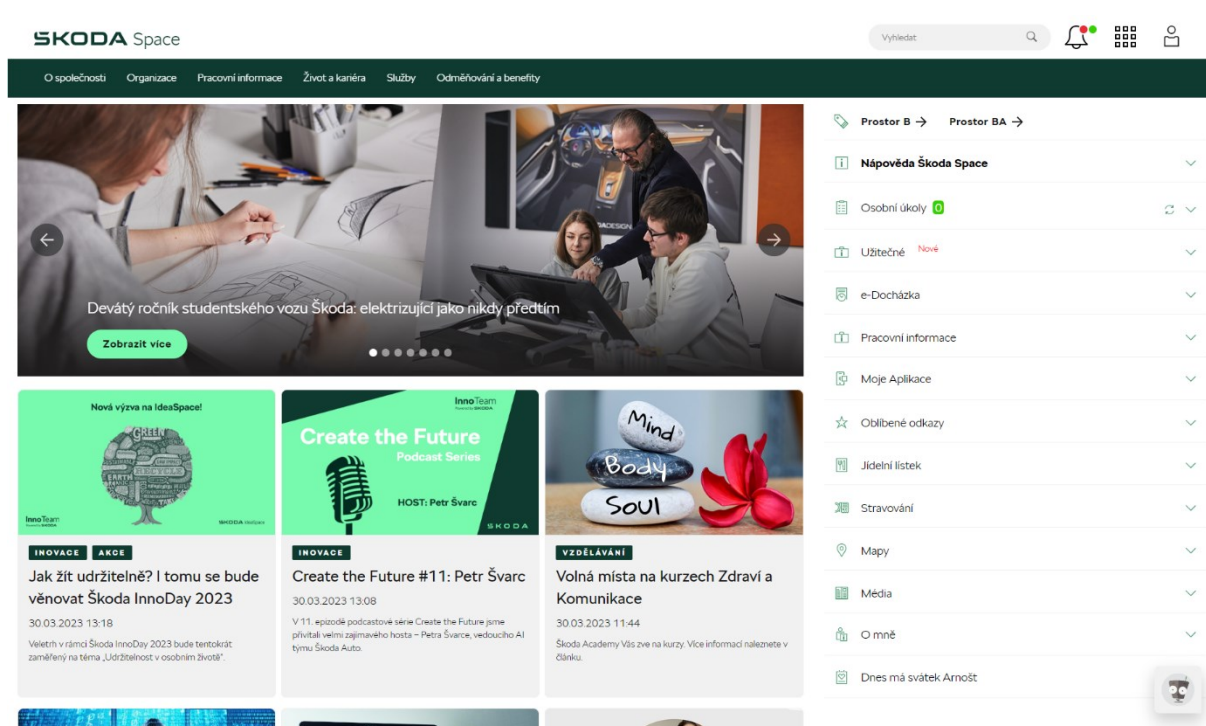 ŠKODA Space
Vyhledat
O společnosti Organizace Pracovní informace Život a kariéra Služby Odměňování a benefity
Devátý ročník studentského vozu Škoda: elektrizující jako nikdy předtím
Zobrazit více
Prostor B → Prostor BA →
Nápověda Škoda Space
Osobní úkoly 0
Užitečné Nové
e-Docházka
Pracovní informace
Moje Aplikace
Oblíbené odkazy
Jídelní lístek
Stravování
Mapy
Média
O mně
Dnes má svátek Arnošt
Nová výzva na IdeaSpace!
GREEN
RECYCLE
EARTH
InnoTeam
INOVACE AKCE
Jak žít udržitelně? I tomu se bude
věnovat Škoda InnoDay 2023
30.03.2023 13:18
Veletrh v rámci Škoda InnoDay 2023 bude tentokrát
zaměřený na téma „Udržitelnost v osobním životě".
InnoTeam
Powered by ŠKODA
Create the Future
Podcast Series
HOST: Petr Švarc
ŠKODA
INOVACE
Create the Future #11: Petr Švarc
30.03.2023 13:08
V 11. epizodě podcastové série Create the Future jsme
přivítali velmi zajímavého hosta – Petra Švarce, vedoucího AI
týmu Škoda Auto.
Mind
Body
Soul
VZDĚLÁVÁNÍ
Volná místa na kurzech Zdraví a
Komunikace
30.03.2023 11:44
Škoda Academy Vás zve na kurzy. Více informací naleznete v
článku.